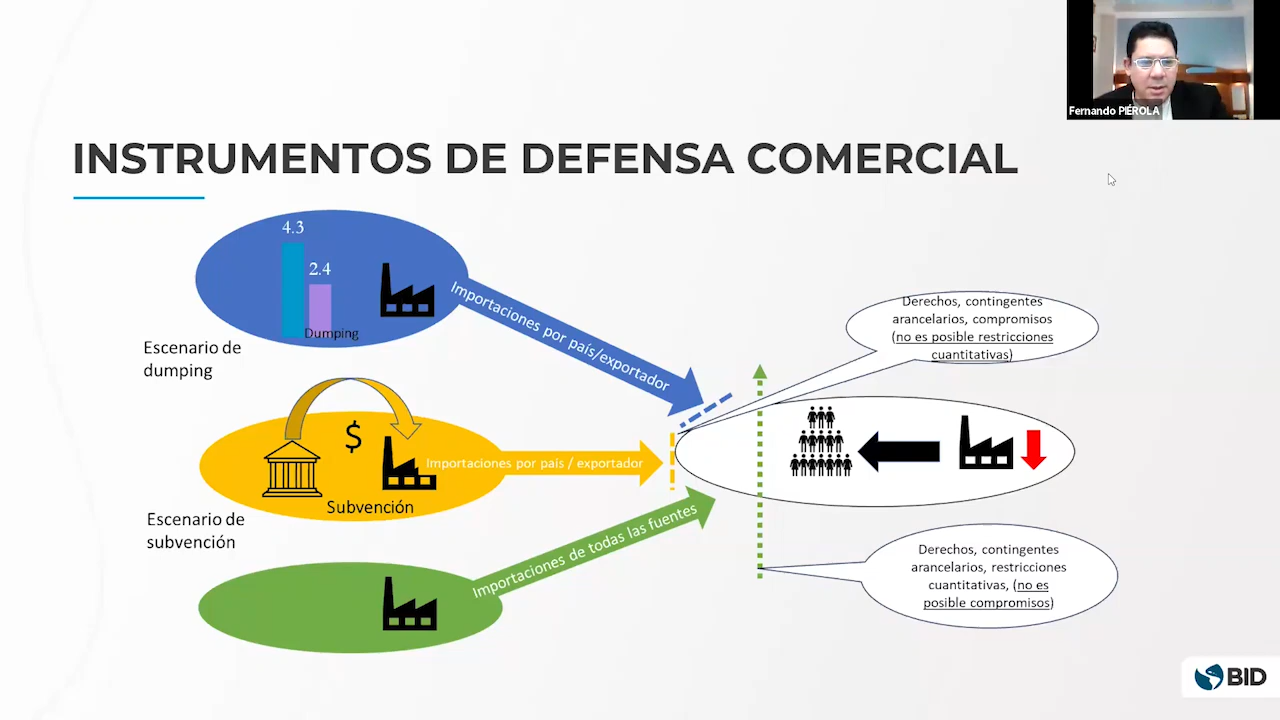 Fernando PIÉROLA
INSTRUMENTOS DE DEFENSA COMERCIAL
4.3
2.4
Dumping
Escenario de
dumping
Importaciones por país/exportador
Derechos, contingentes
arancelarios, compromisos
(no es posible restricciones
cuantitativas)
$
Subvención
Importaciones por país / exportador
Escenario de
subvención
Importaciones de todas las fuentes
Derechos, contingentes
arancelarios, restricciones
cuantitativas, (no es
posible compromisos)
BID